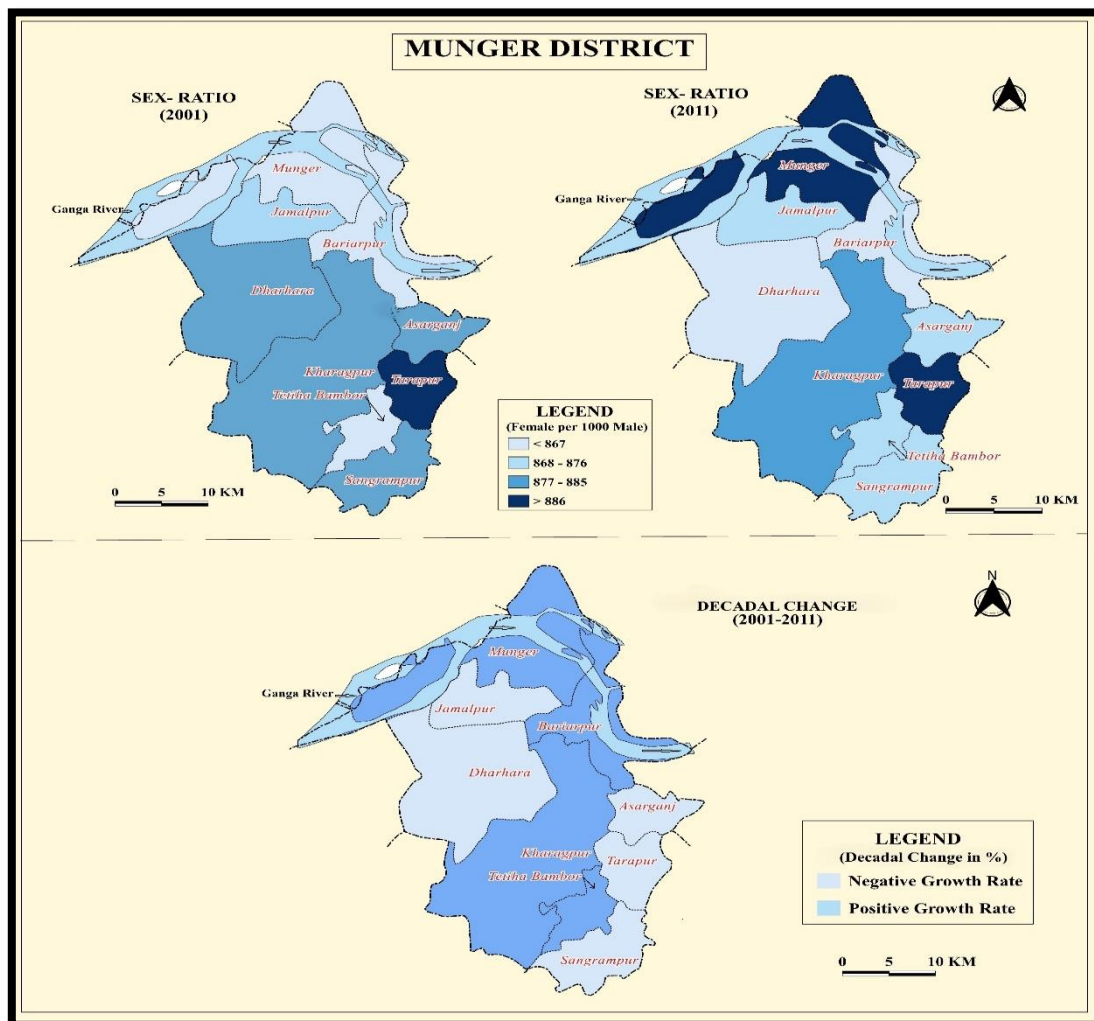 MUNGER DISTRICT
SEX- RATIO
(2001)
Munger
Ganga River
Jamalpur
Bariarpur
Dharhara
Asarganj
Kharagpur
Tarapur
Tetiha Bambor
Sangrampur
0 5 10 KM
LEGEND
(Female per 1000 Male)
< 867
868 - 876
877 - 885
> 886
SEX- RATIO
(2011)
Munger
Ganga River
Jamalpur
Bariarpur
Dharhara
Asarganj
Kharagpur
Tarapur
Tetiha Bambor
Sangrampur
0 5 10 KM
DECADAL CHANGE
(2001-2011)
N
Munger
Ganga River
Jamalpur
Bariarpur
Dharhara
Asarganj
Kharagpur
Tarapur
Tetiha Bambor
Sangrampur
LEGEND
(Decadal Change in %)
Negative Growth Rate
Positive Growth Rate
0 5 10 KM